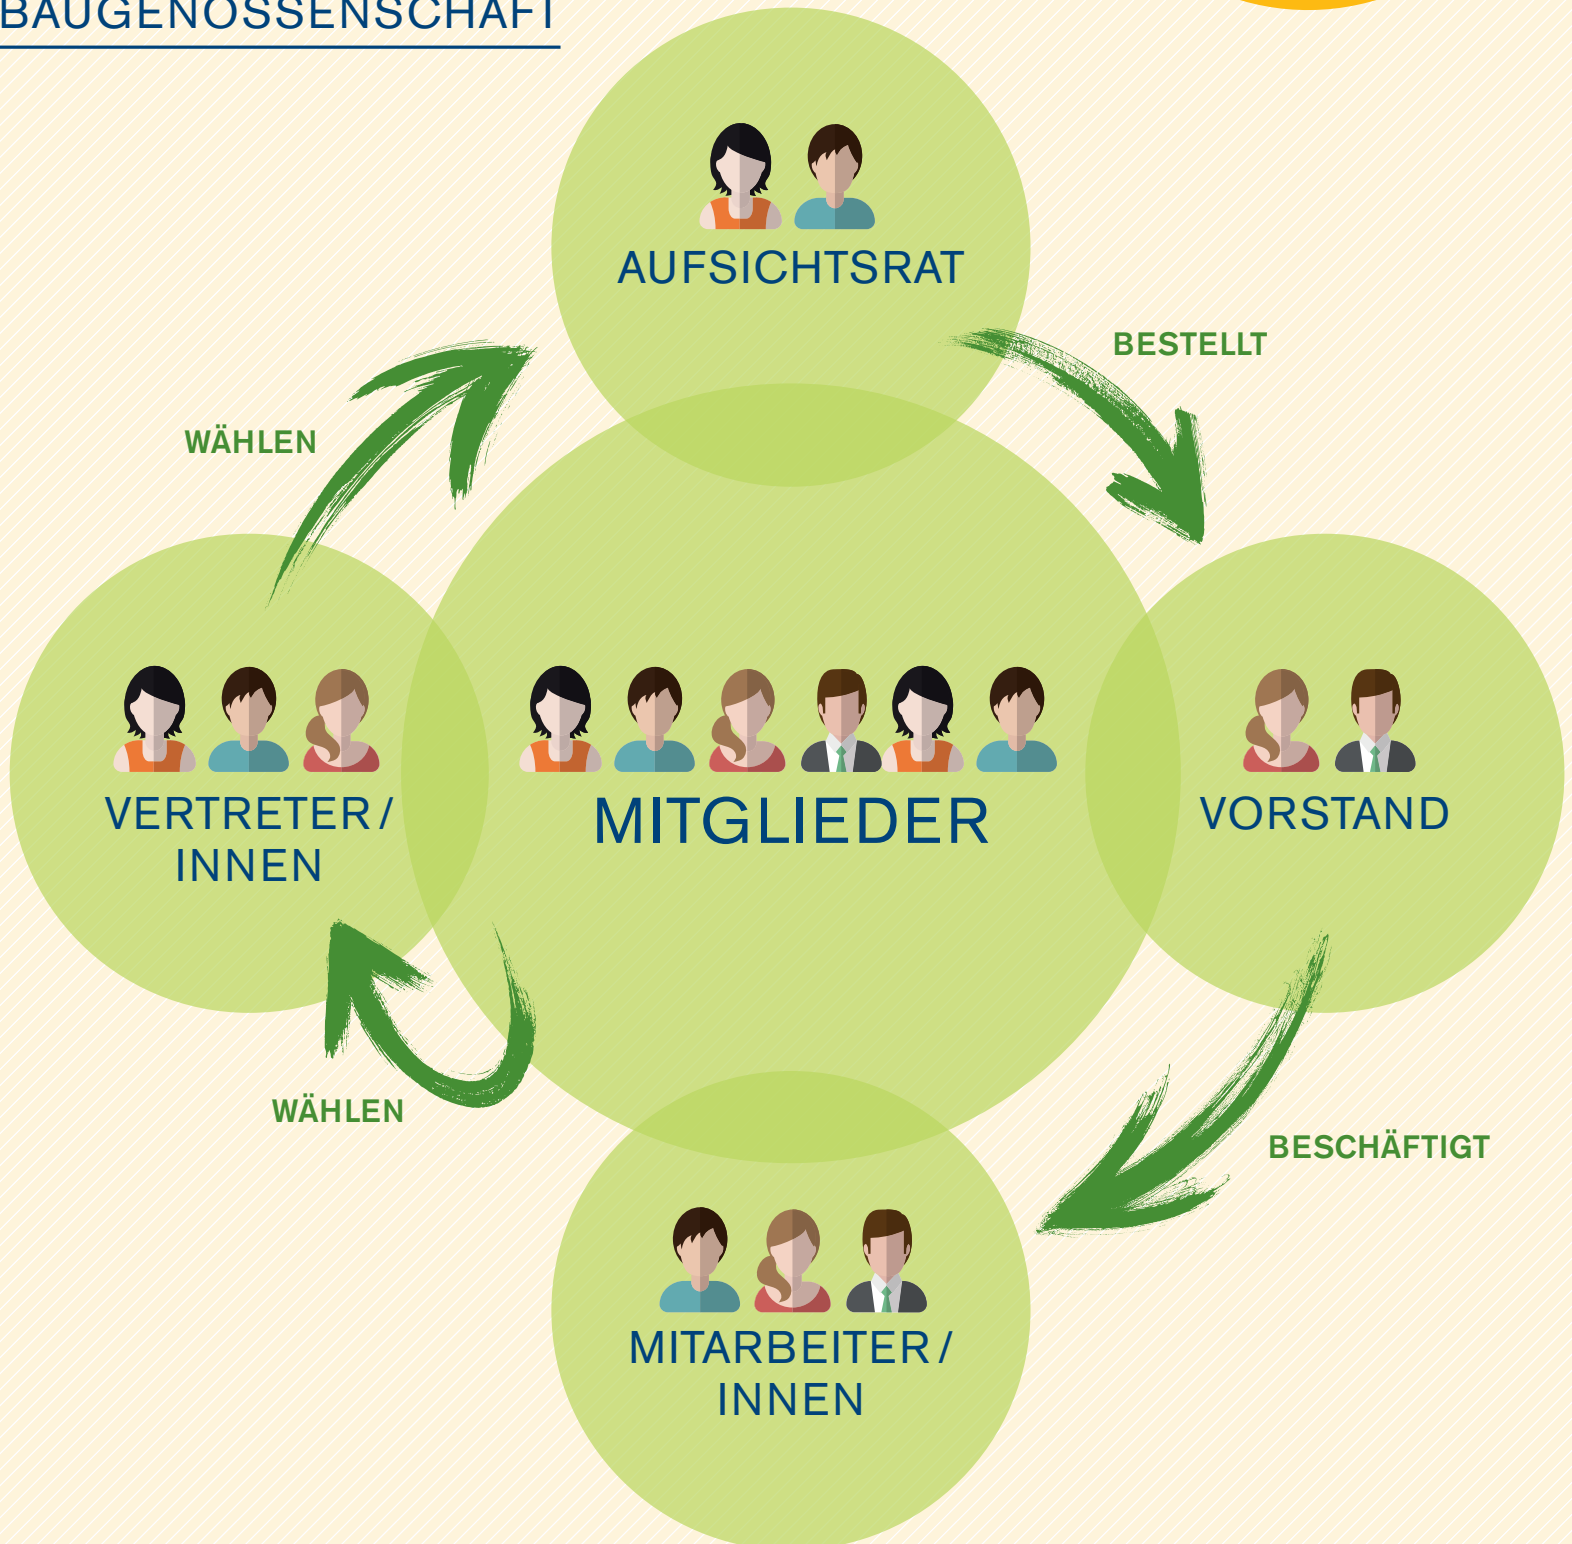 BAUGENOSSENSCHAFT
AUFSICHTSRAT
BESTELLT
WÄHLEN
VERTRETER/
INNEN
MITGLIEDER
VORSTAND
WÄHLEN
BESCHÄFTIGT
MITARBEITER/
INNEN